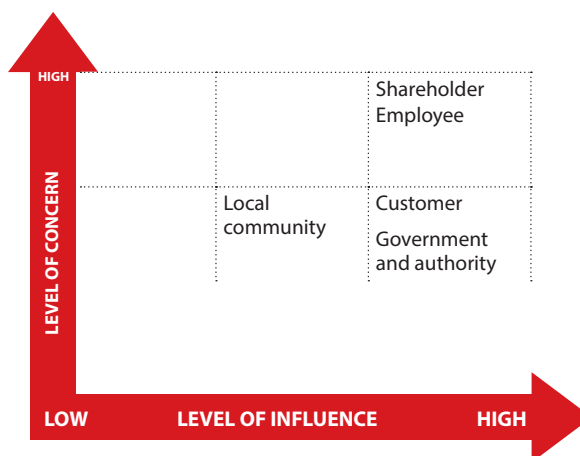 HIGH
Shareholder
Employee
LEVEL OF CONCERN
Local
community
Customer
Government
and authority
LOW
LEVEL OF INFLUENCE
HIGH